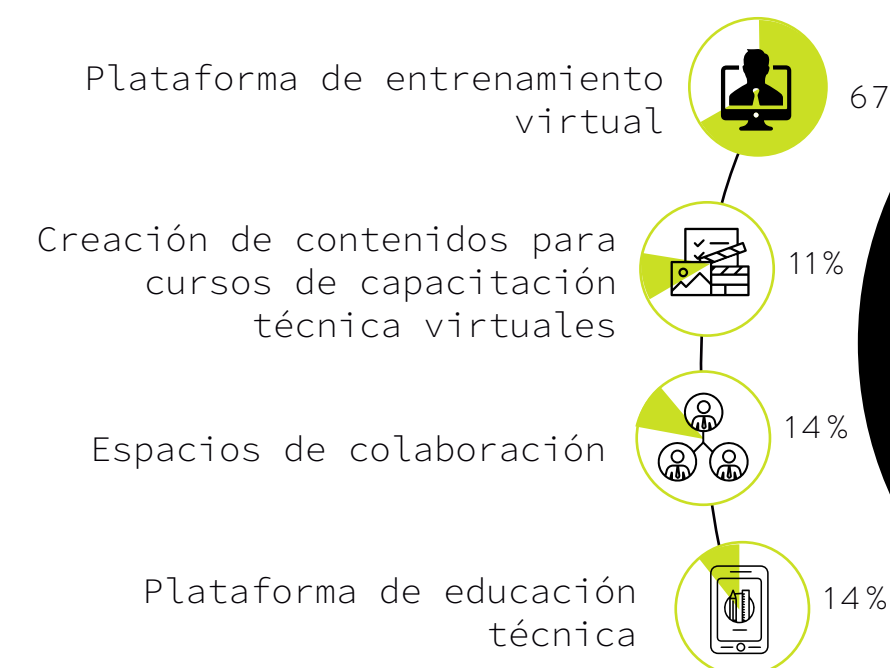 Plataforma de entrenamiento
virtual
67
Creación de contenidos para
cursos de capacitación
técnica virtuales
11%
Espacios de colaboración
14%
Plataforma de educación
técnica
14%